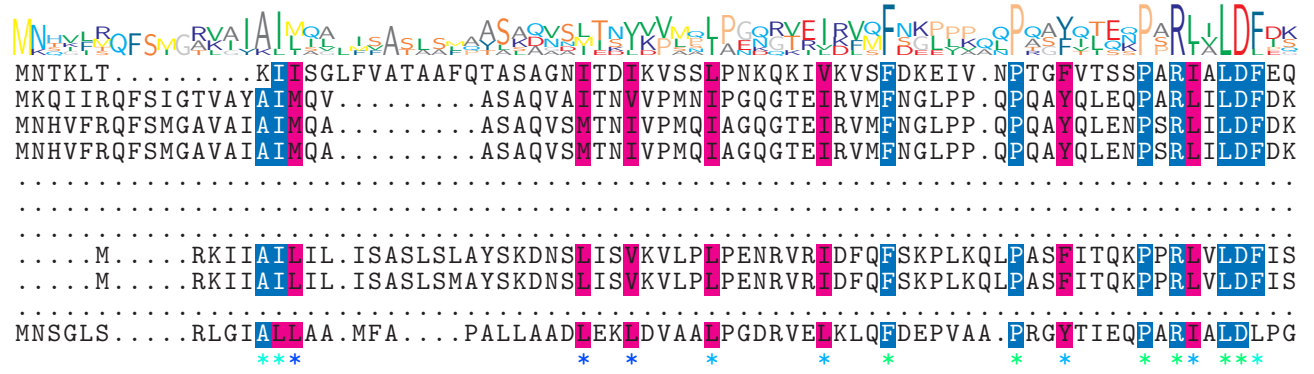 MNTKLT.........KIISGLFVATAAFQTASAGNITDIKVSSLPNKQKIVKVSFDKEIV.NPTGFVTSSPARIALDFEQ
MKQIIRQFSIGTVAYAIMQV.........ASAQVAITNVVPMNIPGQGTEIRVMFNGLPP.QPQAYQLEQPARLILDFDK
MNHVFRQFSMGAVAIAIMQA.........ASAQVSMTNIVPMQIAGQGTEIRVMFNGLPP.QPQAYQLENPSRLILDFDK
MNHVFRQFSMGAVAIAIMQA.........ASAQVSMTNIVPMQIAGQGTEIRVMFNGLPP.QPQAYQLENPSRLILDFDK
................................................................................
................................................................................
................................................................................
.....M.....RKIIAILIL.ISASLSLAYSKDNSLISVKVLPLPENRVRIDFQFSKPLKQLPASFITQKPPRLVLDFIS
.....M.....RKIIAILIL.ISASLSMAYSKDNSLISVKVLPLPENRVRIDFQFSKPLKQLPASFITQKPPRLVLDFIS
................................................................................
MNSGLS.....RLGIALLAA.MFA....PALLAADLEKLDVAALPGDRVELKLQFDEPVAA.PRGYTIEQPARIALDLPG
*** * * * * * * * * ** ***